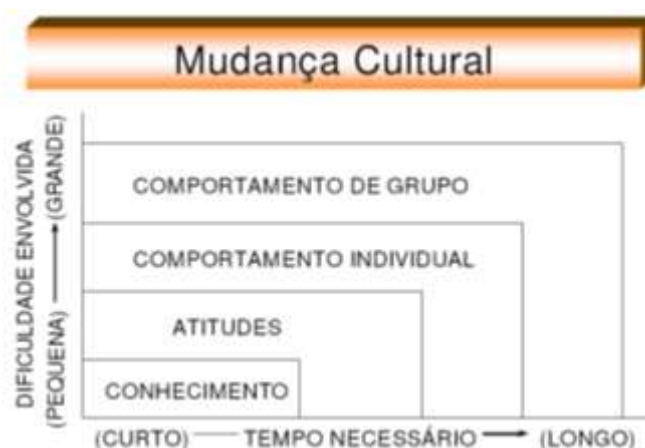 Mudança Cultural
DIFICULDADE ENVOLVIDA
(PEQUENA) (GRANDE)
COMPORTAMENTO DE GRUPO
COMPORTAMENTO INDIVIDUAL
ATITUDES
CONHECIMENTO
(CURTO) TEMPO NECESSÁRIO (LONGO)